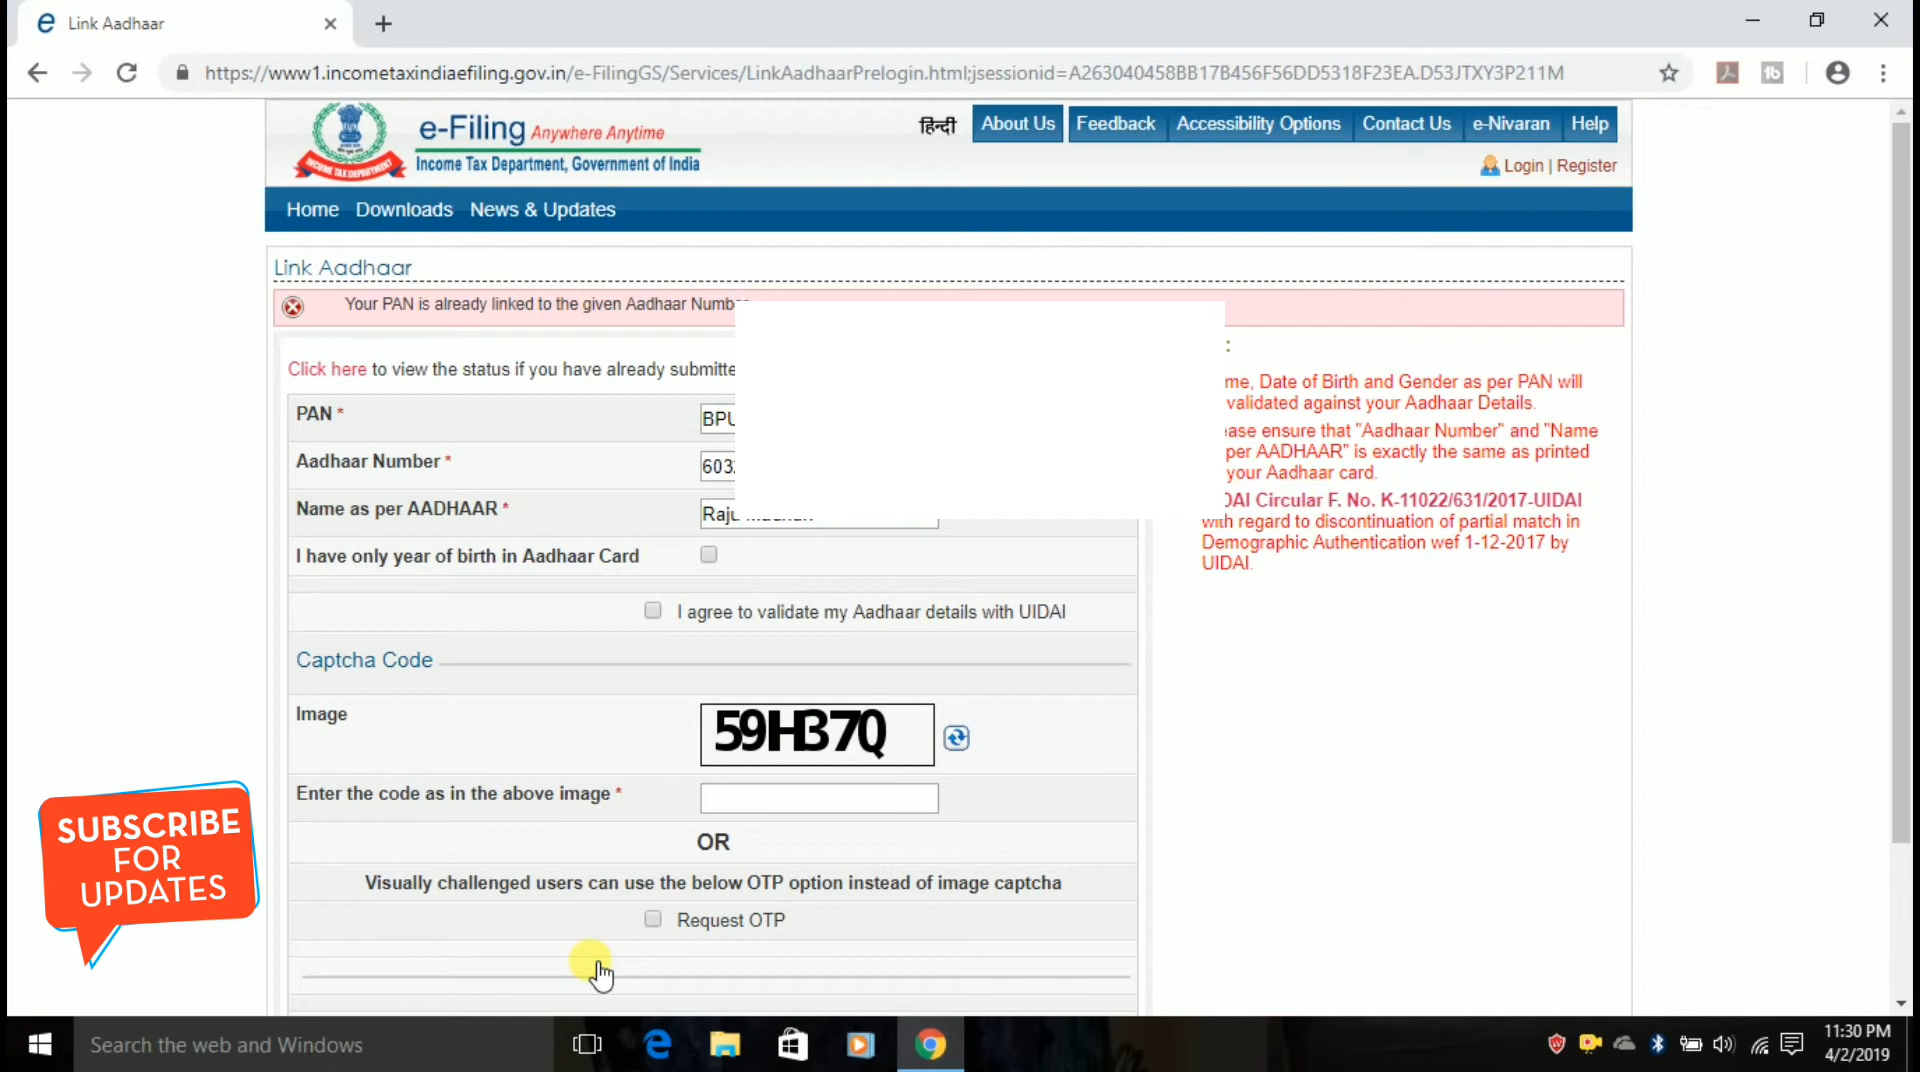 Link Aadhaar
https://www1.incometaxindiaefiling.gov.in/e-FilingGS/Services/LinkAadhaarPrelogin.html;jsessionid=A263040458BB17B456F56DD5318F23EA.D53JTXY3P211M
e-Filing Anywhere Anytime
Income Tax Department, Government of India
INCOME TAX DEPARTMENT
हिन्दी About Us Feedback Accessibility Options Contact Us e-Nivaran Help
Login | Register
Home Downloads News & Updates
Link Aadhaar
Your PAN is already linked to the given Aadhaar
Click here to view the status if you have already
:
PAN *
BPU
Date of Birth and Gender as per PAN will
validated against your Aadhaar Details.
Aadhaar Number *
603
ensure that "Aadhaar Number" and "Name
per AADHAAR" is exactly the same as printed
your Aadhaar card.
Name as per AADHAAR *
Raju
Circular F. No. K-11022/631/2017-UIDAI
with regard to discontinuation of partial match in
Demographic Authentication wef 1-12-2017 by
UIDAI.
I have only year of birth in Aadhaar Card
I agree to validate my Aadhaar details with UIDAI
Captcha Code
Image
59H37Q
Enter the code as in the above image *
OR
Visually challenged users can use the below OTP option instead of image captcha
Request OTP
SUBSCRIBE
FOR
UPDATES
Search the web and Windows
11:30 PM
4/2/2019